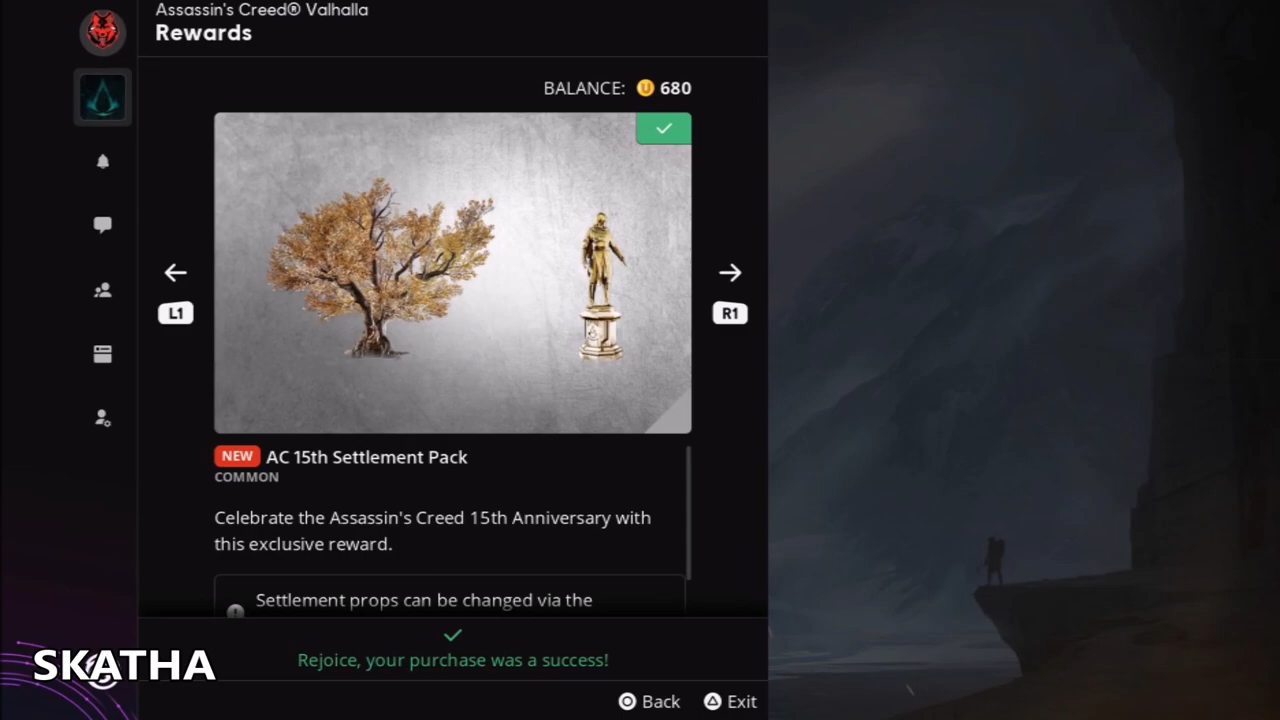 Assassin's Creed® Valhalla
Rewards
BALANCE: U 680
L1
R1
NEW AC 15th Settlement Pack
COMMON
Celebrate the Assassin's Creed 15th Anniversary with
this exclusive reward.
Settlement props can be changed via the
Rejoice, your purchase was a success!
SKATHA
Back Exit